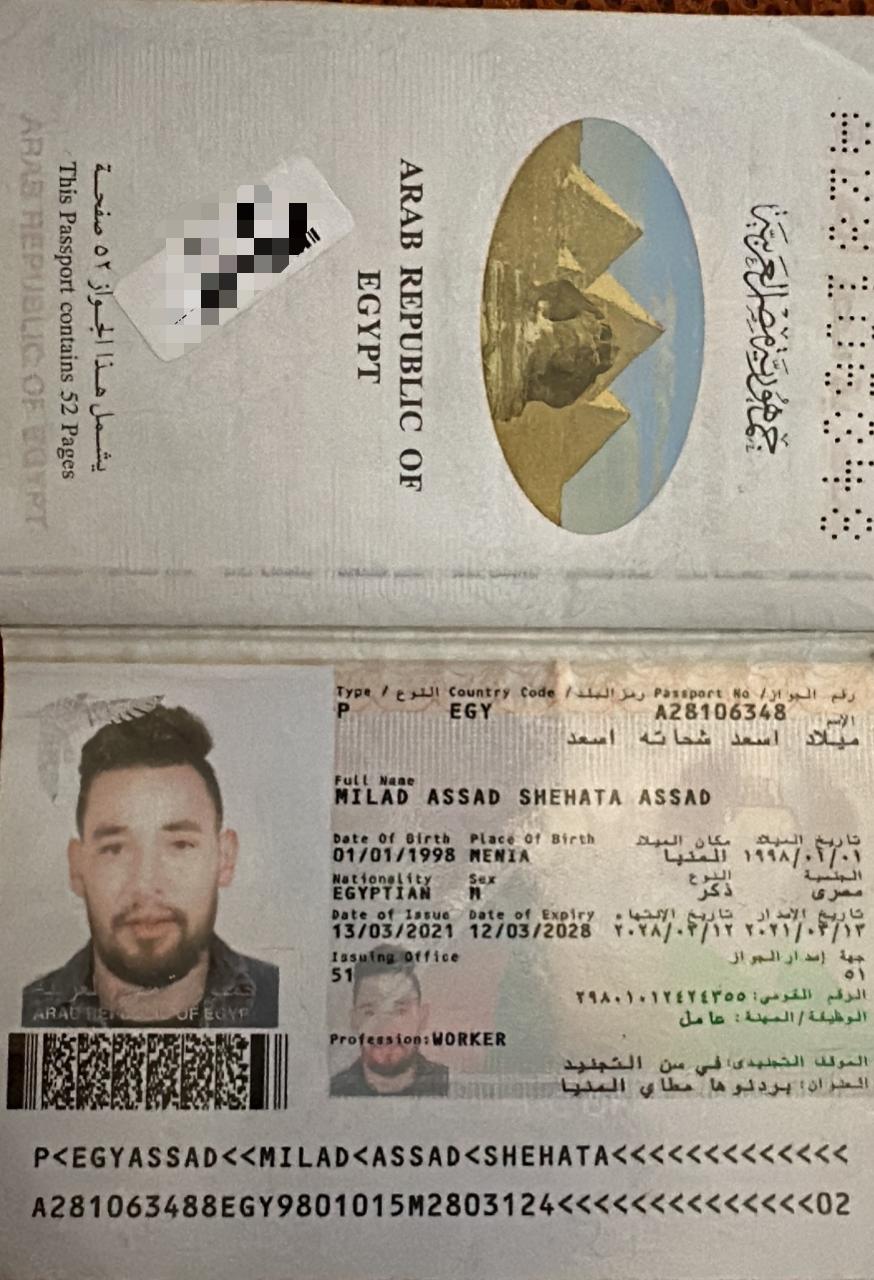 جمهورية مصر العربية
ARAB REPUBLIC OF
EGYPT
يشمل هذا الجواز ٥٢ صفحة
This Passport contains 52 Pages
ARAB REPUBLIC OF EGYPT
Type / النوع Country Code / رمز البلد Passport No / رقم الجواز
P EGY A28106348
الإسم
ميلاد اسعد شحاته اسعد
Full Name
MILAD ASSAD SHEHATA ASSAD
Date Of Birth Place Of Birth مكان الميلاد تاريخ الميلاد
01/01/1998 MENIA المنيا ١٩٩٨/٠١/٠١
Nationality Sex النوع الجنسية
EGYPTIAN M ذكر مصرى
Date of Issue Date of Expiry تاريخ الإنتهاء تاريخ الإصدار
13/03/2021 12/03/2028 ٢٠٢٨/٠٣/١٢ ٢٠٢١/٠٣/١٣
Issuing Office جهة إصدار الجواز
51 ٥١
الرقم القومى: ٢٩٨٠١٠١٢٤٢٤٣٥٥
الوظيفة/المهنة: عامل
Profession:WORKER
الموقف التجنيدى: في سن التجنيد
العنوان: بردنوها مطاي المنيا
ARAB REPUBLIC OF EGYPT
P<EGYASSAD<<MILAD<ASSAD<SHEHATA<<<<<<<<<<<<<
A281063488EGY9801015M2803124<<<<<<<<<<<<<<02